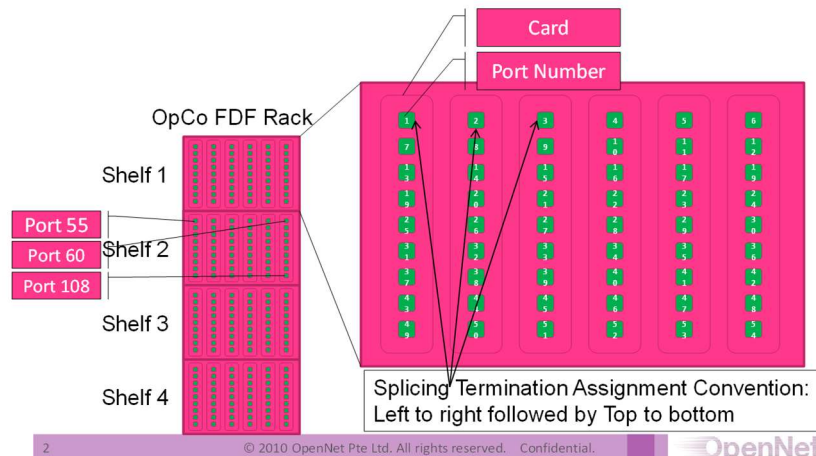 Card
Port Number
OpCo FDF Rack
Shelf 1
Shelf 2
Shelf 3
Shelf 4
Port 55
Port 60
Port 108
1 2 3 4 5 6
7 8 9 10 11 12
13 14 15 16 17 19
19 20 21 22 23 24
25 26 27 28 29 30
31 32 33 34 35 36
37 38 39 40 41 42
43 44 45 46 47 48
49 50 51 52 53 54
Splicing Termination Assignment Convention:
Left to right followed by Top to bottom
2
© 2010 OpenNet Pte Ltd. All rights reserved. Confidential.
OpenNet